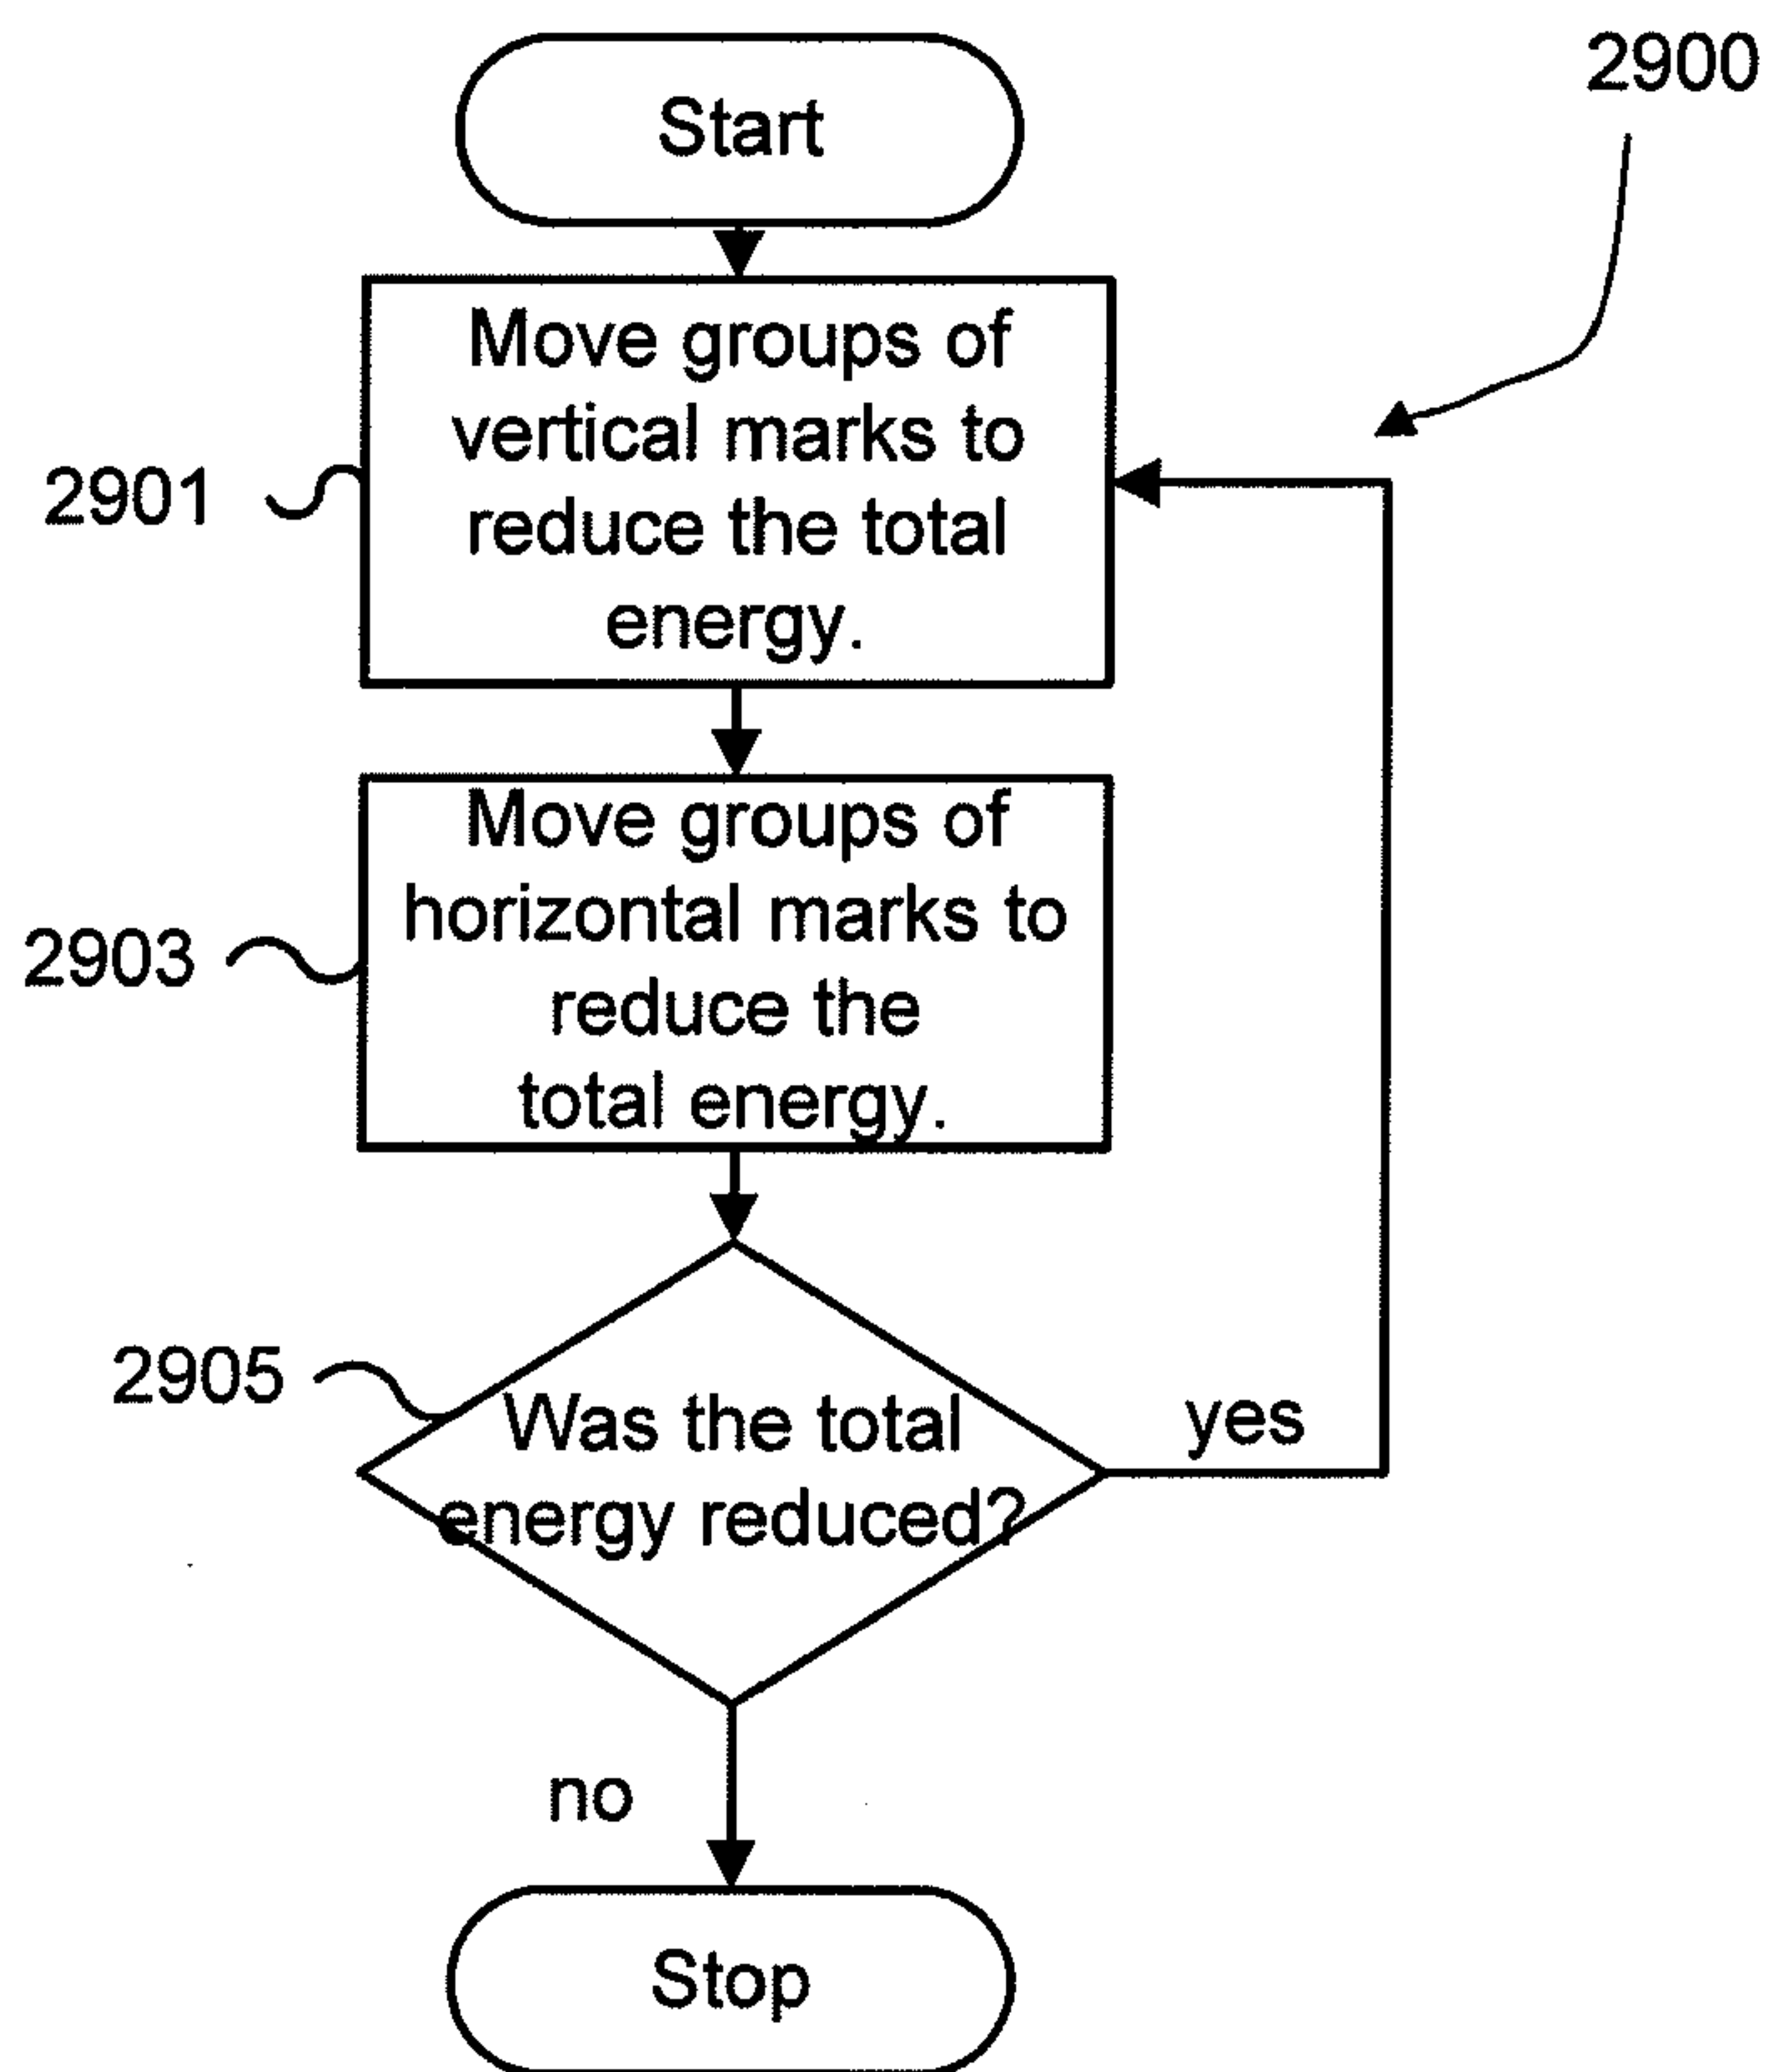 Start
2900
Move groups of
vertical marks to
reduce the total
energy.
2901
Move groups of
horizontal marks to
reduce the
total energy.
2903
2905
Was the total
energy reduced?
yes
no
Stop